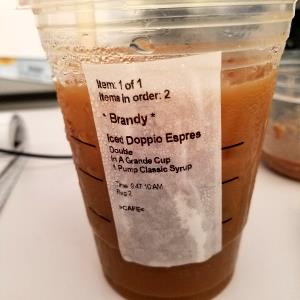 Item: 1 of 1
Items in order: 2
* Brandy *
Iced Doppio Espres
Double
In A Grande Cup
1 Pump Classic Syrup
Time: 9:47:10 AM
Reg: 2
>CAFE<